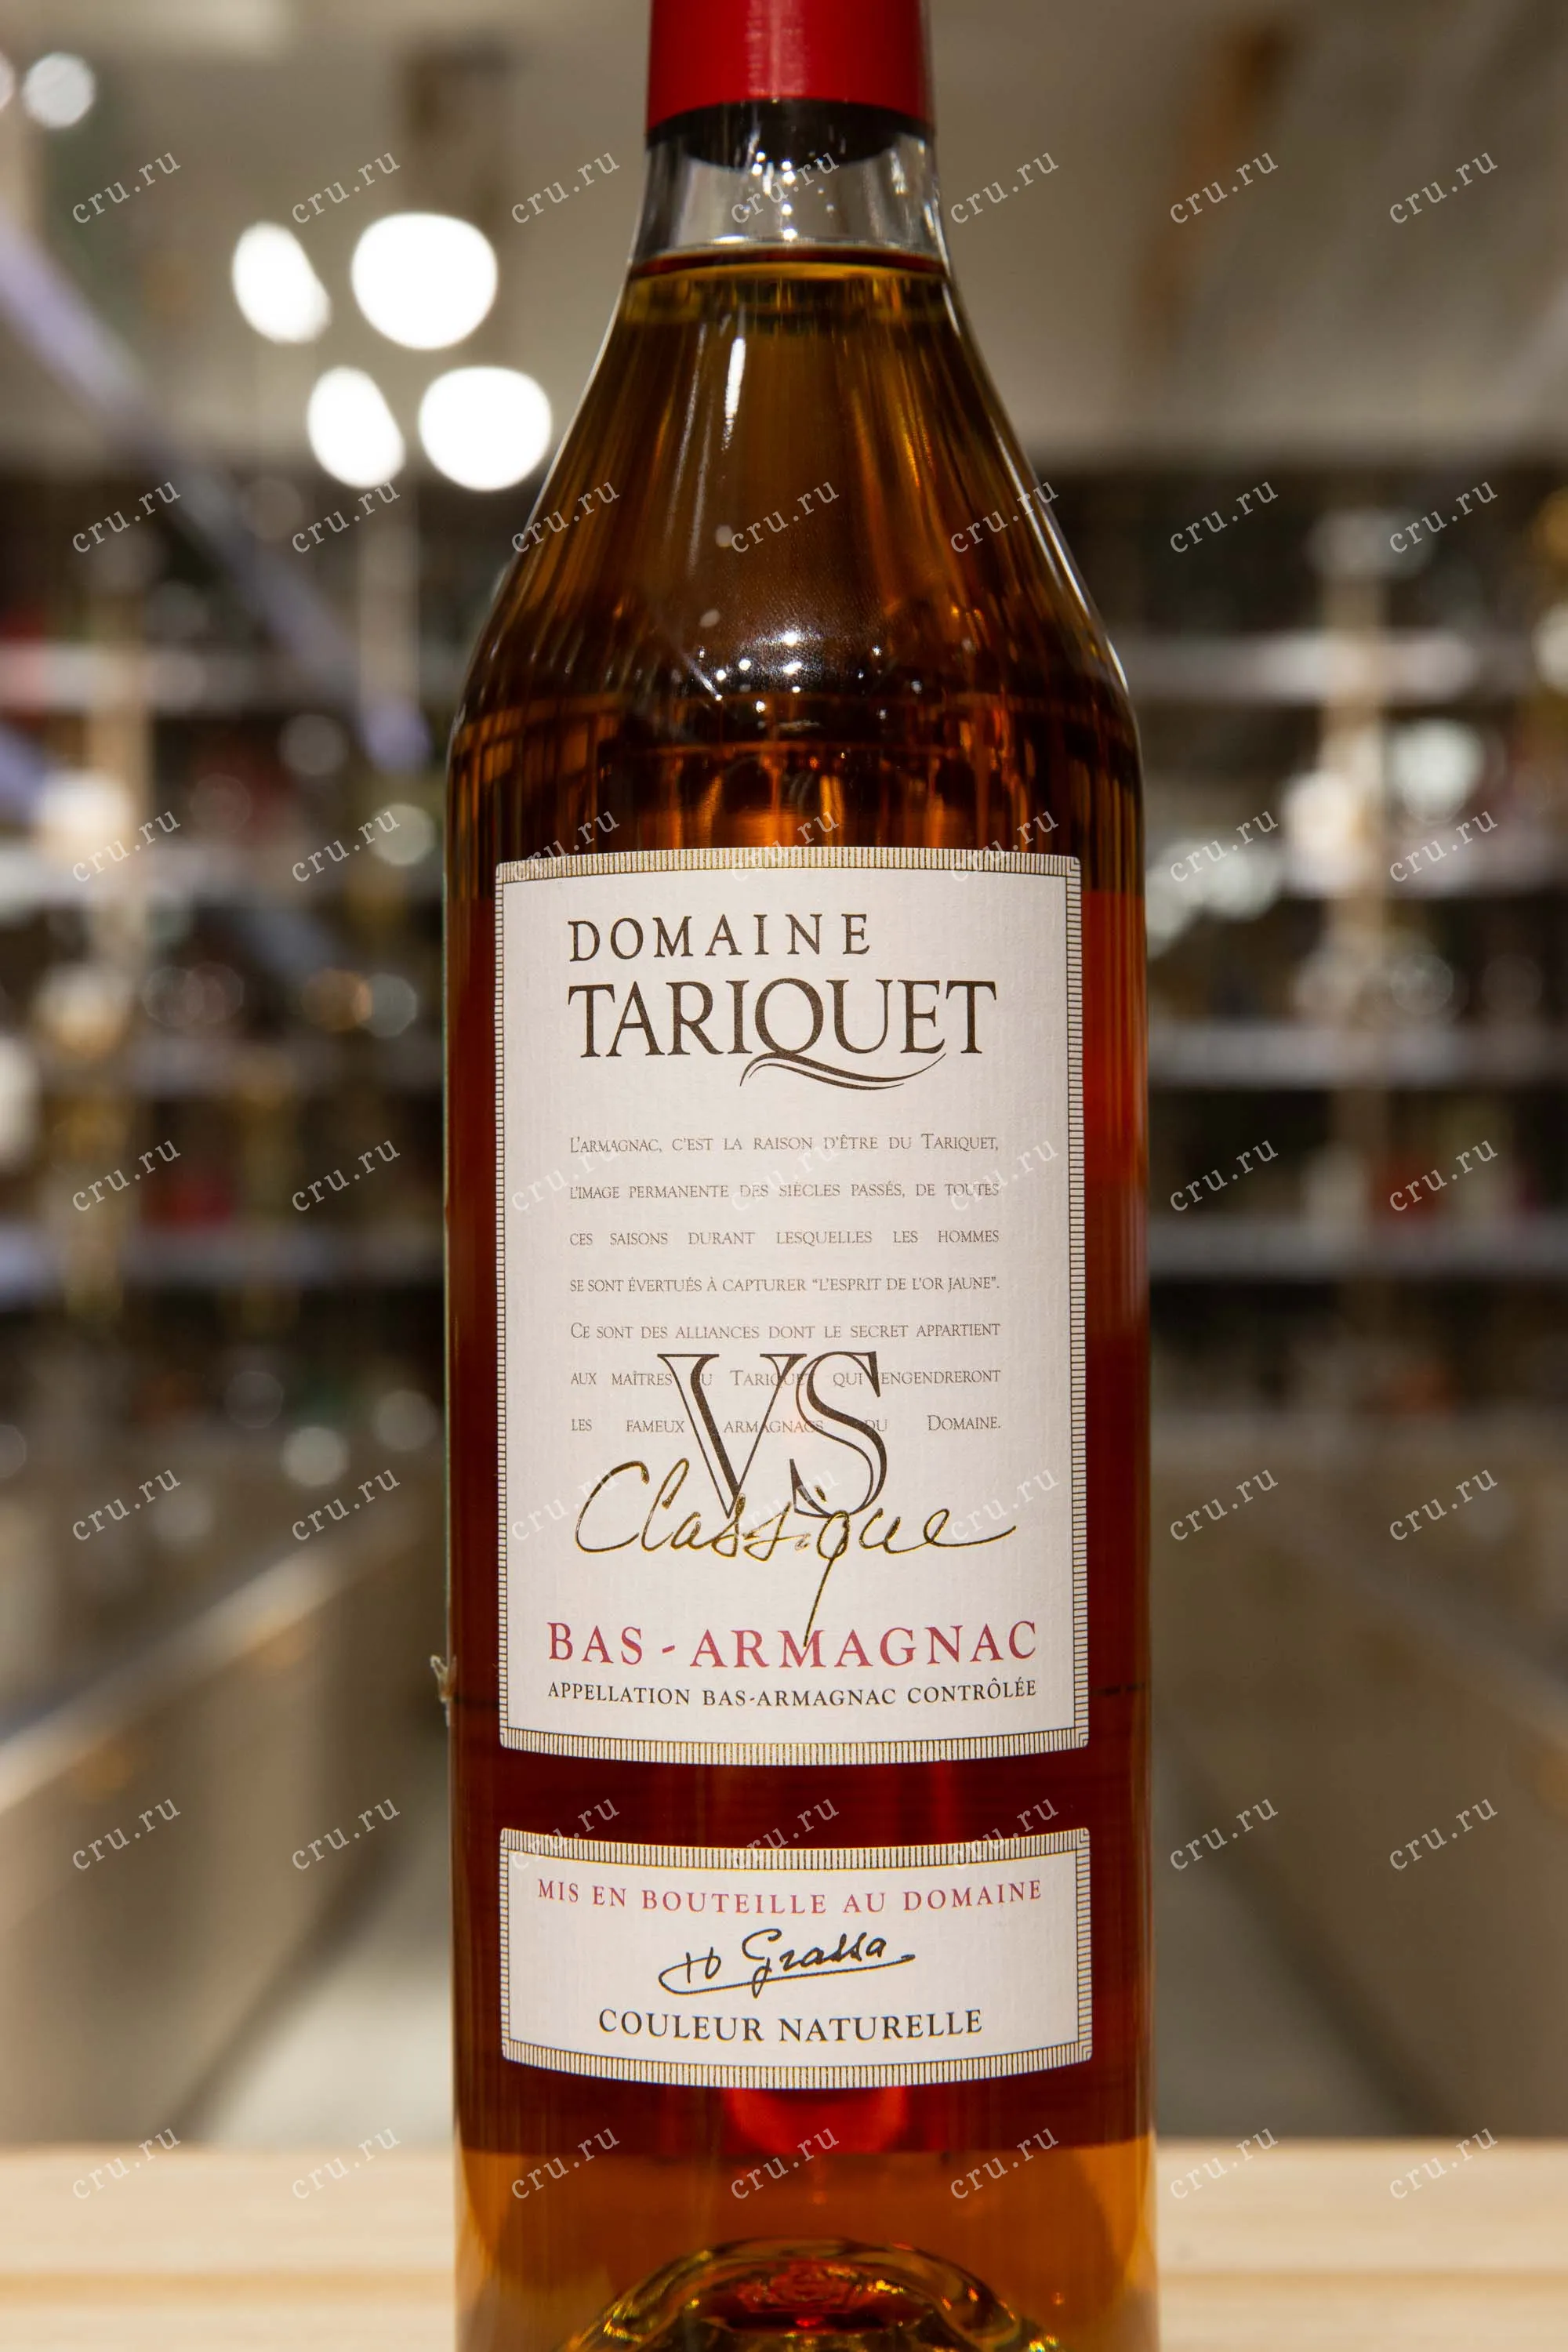 DOMAINE
TARIQUET
L'ARMAGNAC, C'EST LA RAISON D'ÊTRE DU TARIQUET,
L'IMAGE PERMANENTE DES SIÈCLES PASSÉS, DE TOUTES
CES SAISONS DURANT LESQUELLES LES HOMMES
SE SONT ÉVERTUÉS À CAPTURER "L'ESPRIT DE L'OR JAUNE".
CE SONT DES ALLIANCES DONT LE SECRET APPARTIENT
AUX MAÎTRES DU TARIQUET QUI ENGENDRERONT
LES FAMEUX ARMAGNACS DU DOMAINE.
VS
Classique
BAS-ARMAGNAC
APPELLATION BAS-ARMAGNAC CONTRÔLÉE
MIS EN BOUTEILLE AU DOMAINE
Grassa
COULEUR NATURELLE
cru.ru